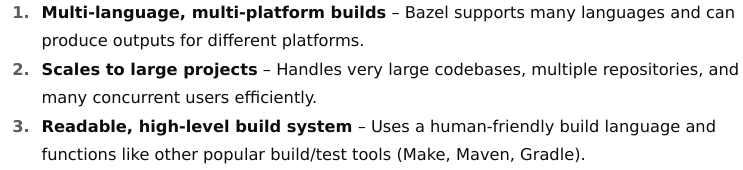 1. Multi-language, multi-platform builds – Bazel supports many languages and can
produce outputs for different platforms.
2. Scales to large projects – Handles very large codebases, multiple repositories, and
many concurrent users efficiently.
3. Readable, high-level build system – Uses a human-friendly build language and
functions like other popular build/test tools (Make, Maven, Gradle).